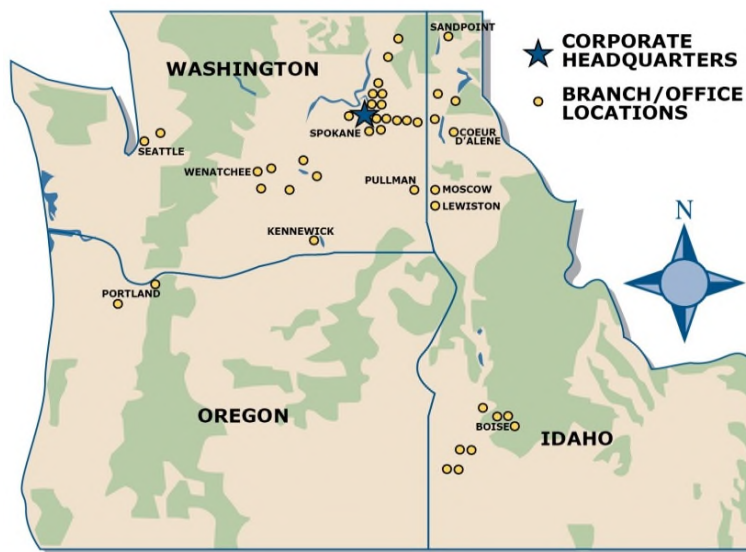 SANDPOINT
CORPORATE
HEADQUARTERS
WASHINGTON
BRANCH/OFFICE
LOCATIONS
SPOKANE
COEUR
D'ALENE
SEATTLE
WENATCHEE
PULLMAN
MOSCOW
LEWISTON
N
KENNEWICK
PORTLAND
OREGON
BOISE
IDAHO